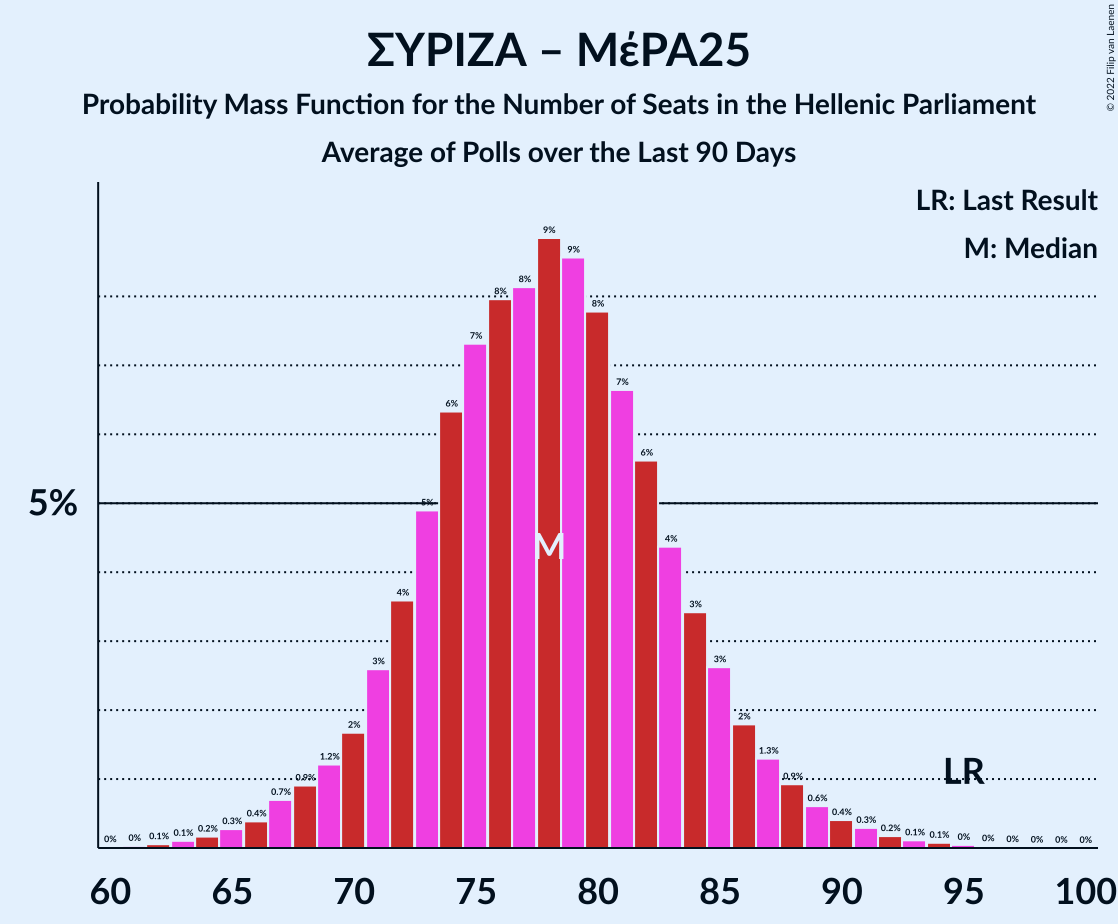 ΣΥΡΙΖΑ – ΜέΡΑ25
Probability Mass Function for the Number of Seats in the Hellenic Parliament
Average of Polls over the Last 90 Days
© 2022 Filip van Laenen
LR: Last Result
M: Median
5%
0% 0% 0.1% 0.1% 0.2% 0.3% 0.4% 0.7% 0.9% 1.2% 2% 3% 4% 5% 6% 7% 8% 8% 9% 9% 8% 7% 6% 4% 3% 3% 2% 1.3% 0.9% 0.6% 0.4% 0.3% 0.2% 0.1% 0.1% 0% 0% 0% 0% 0% 0%
M
LR
60 65 70 75 80 85 90 95 100